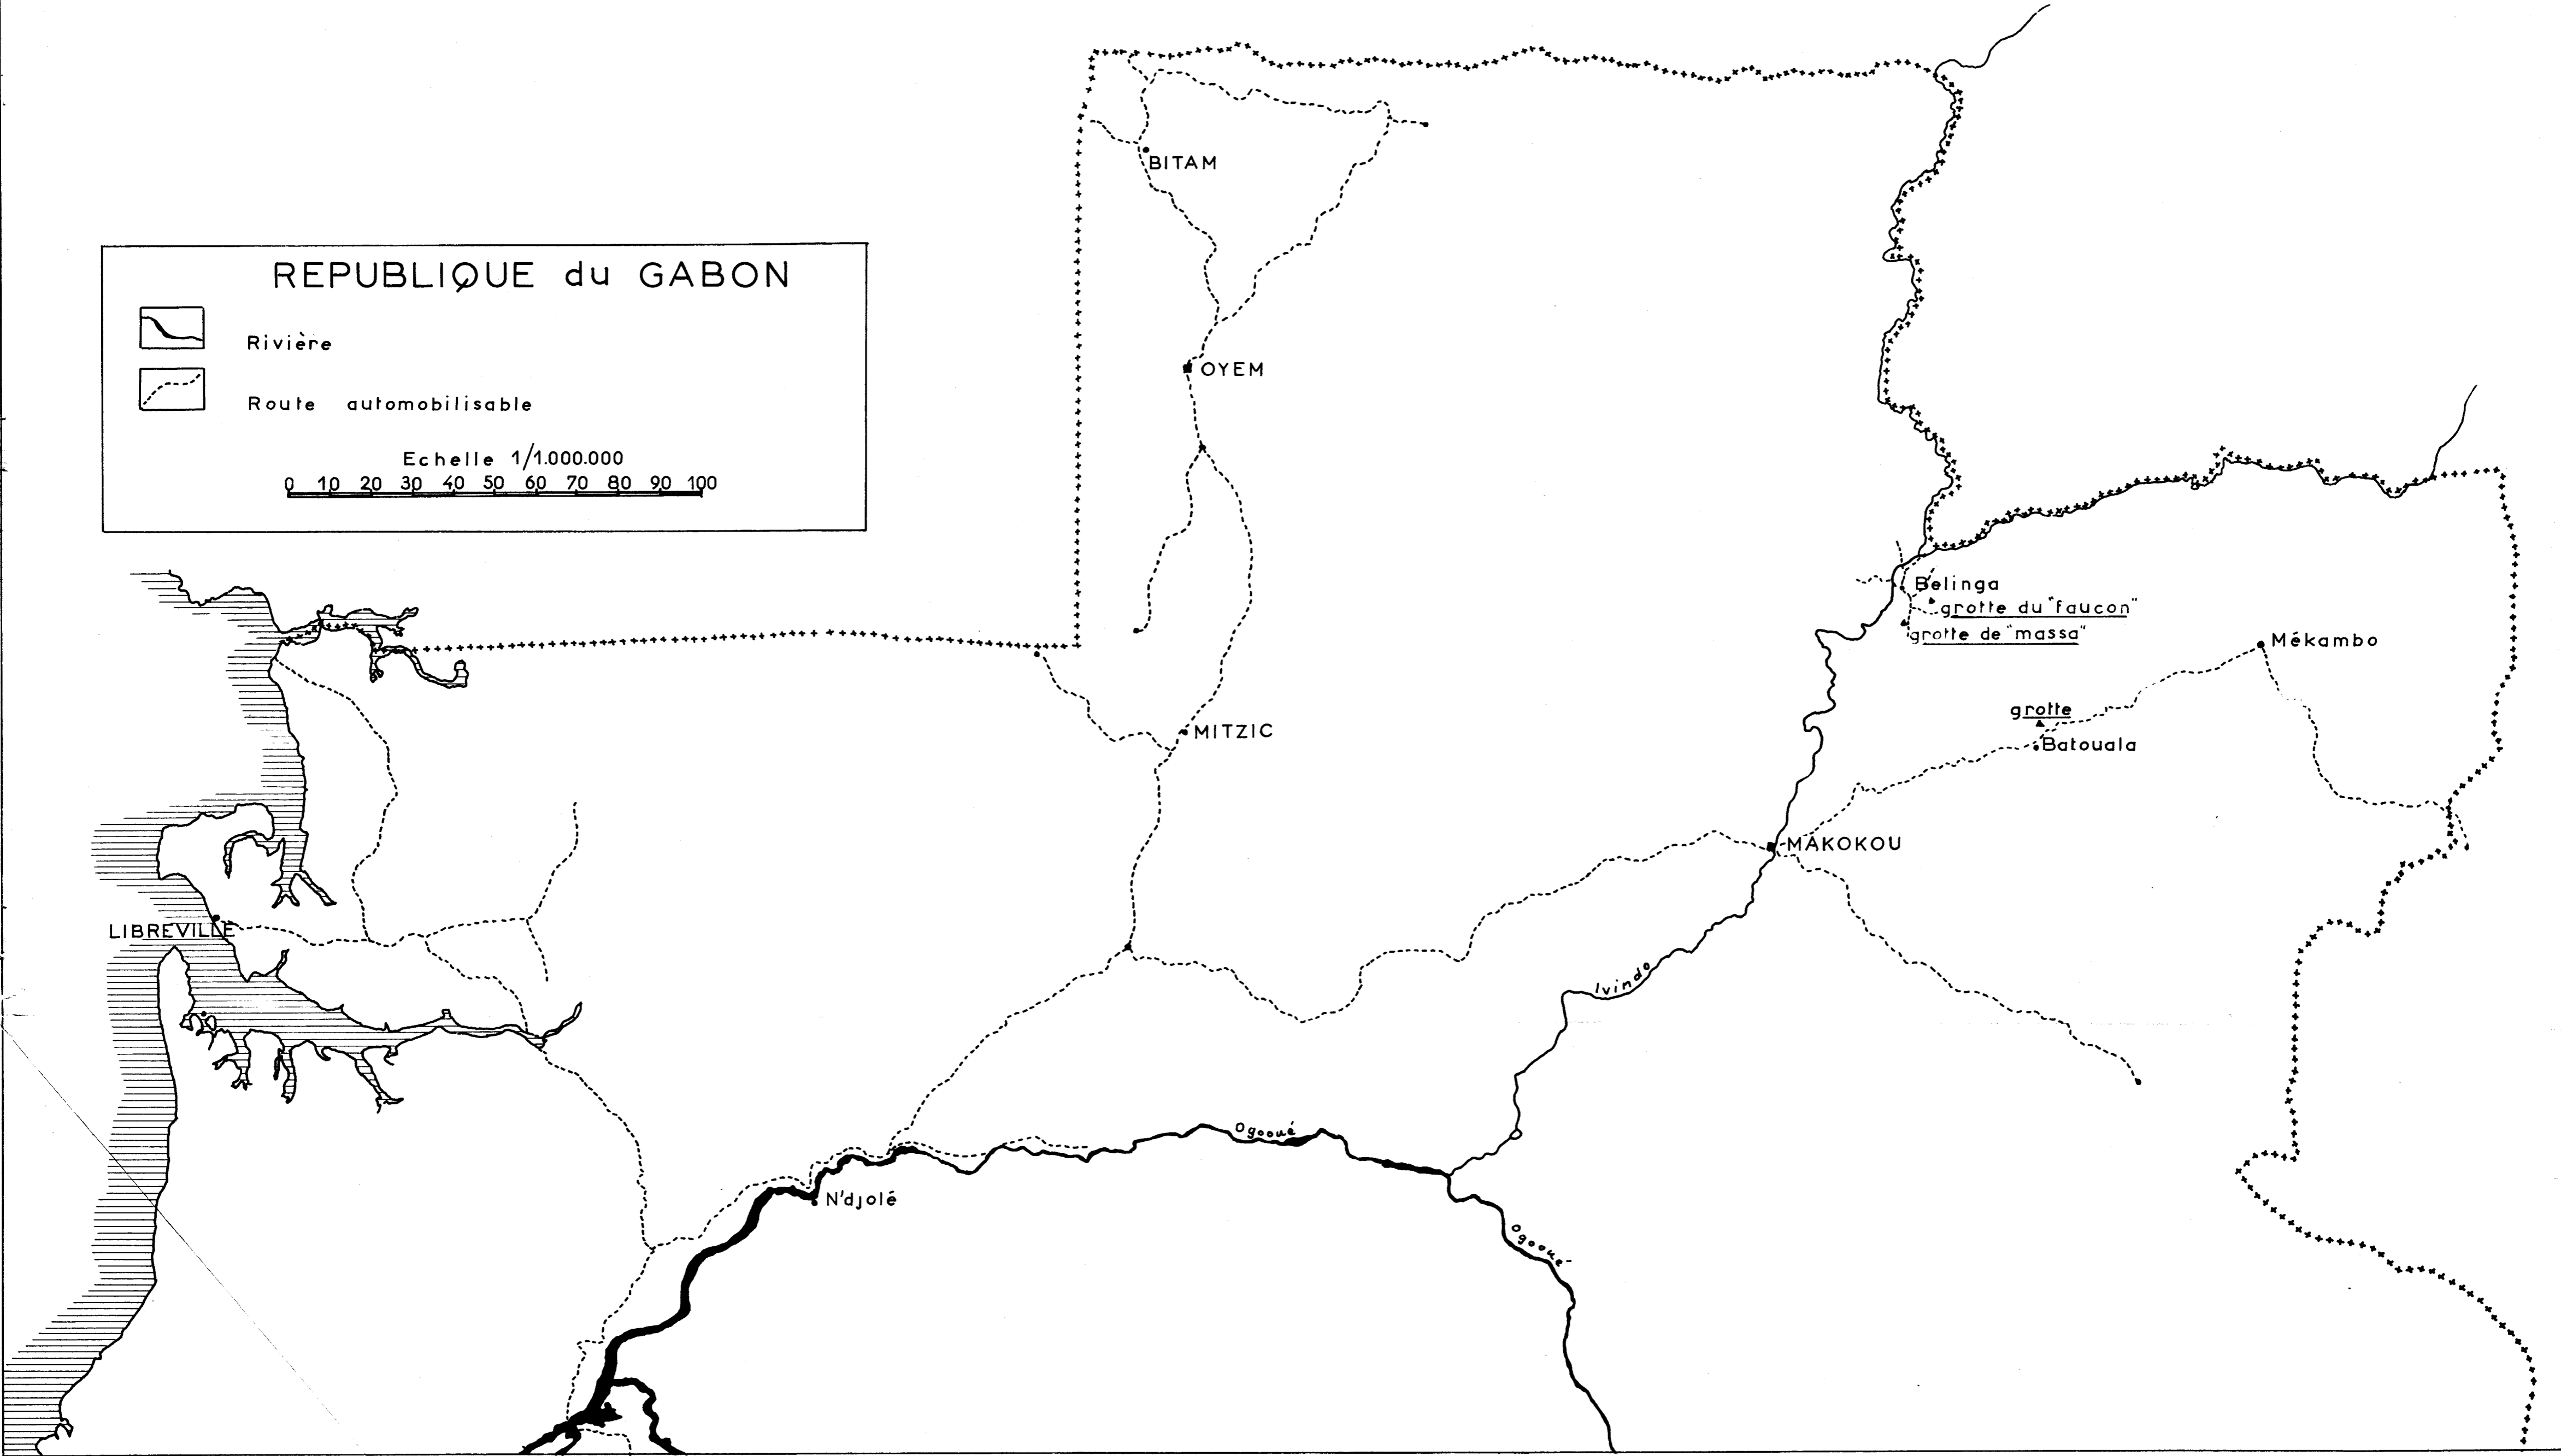 BITAM
REPUBLIQUE du GABON
Rivière
Route automobilisable
Echelle 1/1.000.000
0 10 20 30 40 50 60 70 80 90 100
OYEM
Belinga
grotte du "faucon"
grotte de "massa"
Mékambo
grotte
Batouala
MITZIC
MAKOKOU
LIBREVILLE
Ivindo
Ogooué
N'djolé
Ogooué